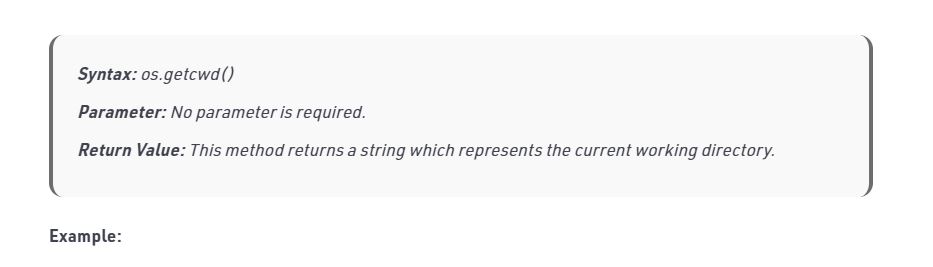 Syntax: os.getcwd()
Parameter: No parameter is required.
Return Value: This method returns a string which represents the current working directory.
Example: